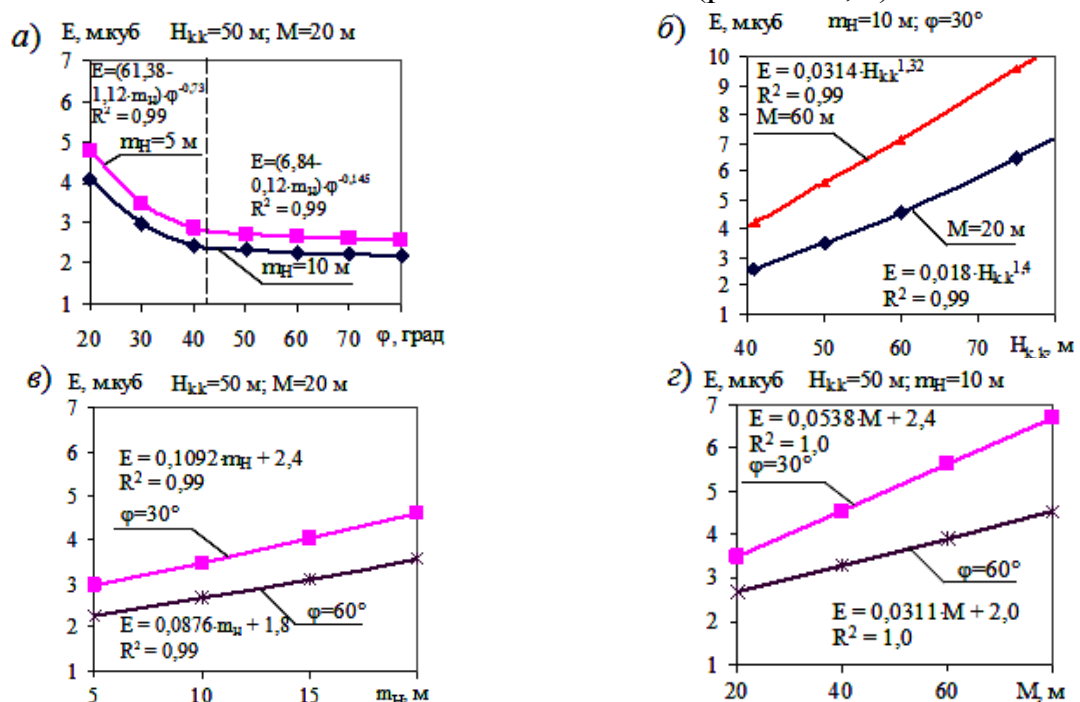 а) Е, м.куб Hkk=50 м; М=20 м
7
6
5
4
3
2
1
E=(61,38-
1,12·mн)·φ-0,73
R2 = 0,99
mH=5 м
E=(6,84-
0,12·mн)·φ-0,145
R2 = 0,99
mH=10 м
20 30 40 50 60 70 φ, град
б) Е, м.куб mH=10 м; φ=30°
10
9
8
7
6
5
4
3
2
1
E = 0,0314·Hkk1,32
R2 = 0,99
M=60 м
M=20 м
E = 0,018·Hkk1,4
R2 = 0,99
40 50 60 70 Hk.k, м
в) Е, м.куб Hkk=50 м; М=20 м
7
6
5
4
3
2
1
E = 0,1092·mH + 2,4
R2 = 0,99
φ=30°
φ=60°
E = 0,0876·mн + 1,8
R2 = 0,99
5 10 15 mH, м
г) Е, м.куб Hkk=50 м; mH=10 м
7
6
5
4
3
2
1
E = 0,0538·M + 2,4
R2 = 1,0
φ=30°
φ=60°
E = 0,0311·M + 2,0
R2 = 1,0
20 40 60 М, м